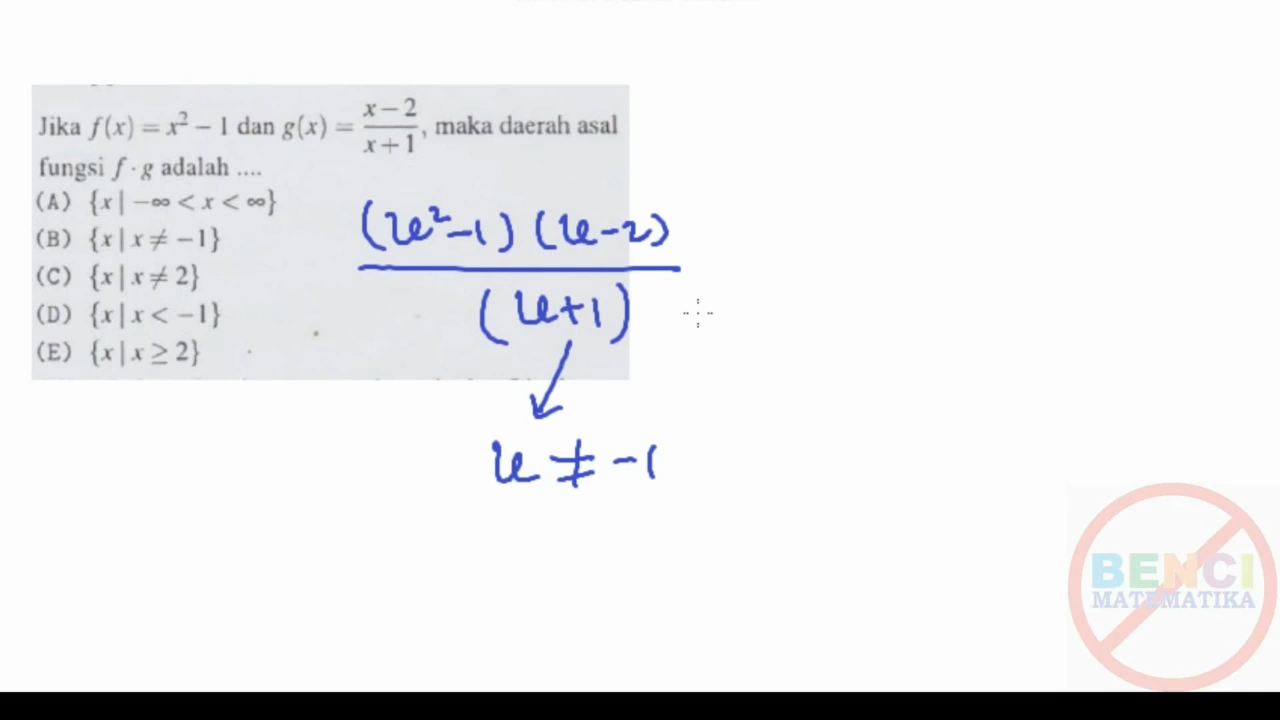 Jika f(x) = x² − 1 dan g(x) = \frac{x − 2}{x + 1}, maka daerah asal
fungsi f · g adalah ....
(A) {x | −∞ < x < ∞}
(B) {x | x ≠ −1}
(C) {x | x ≠ 2}
(D) {x | x < −1}
(E) {x | x ≥ 2}
(x²−1) (x−2)
(x+1)
x ≠ −1
BENCI
MATEMATIKA